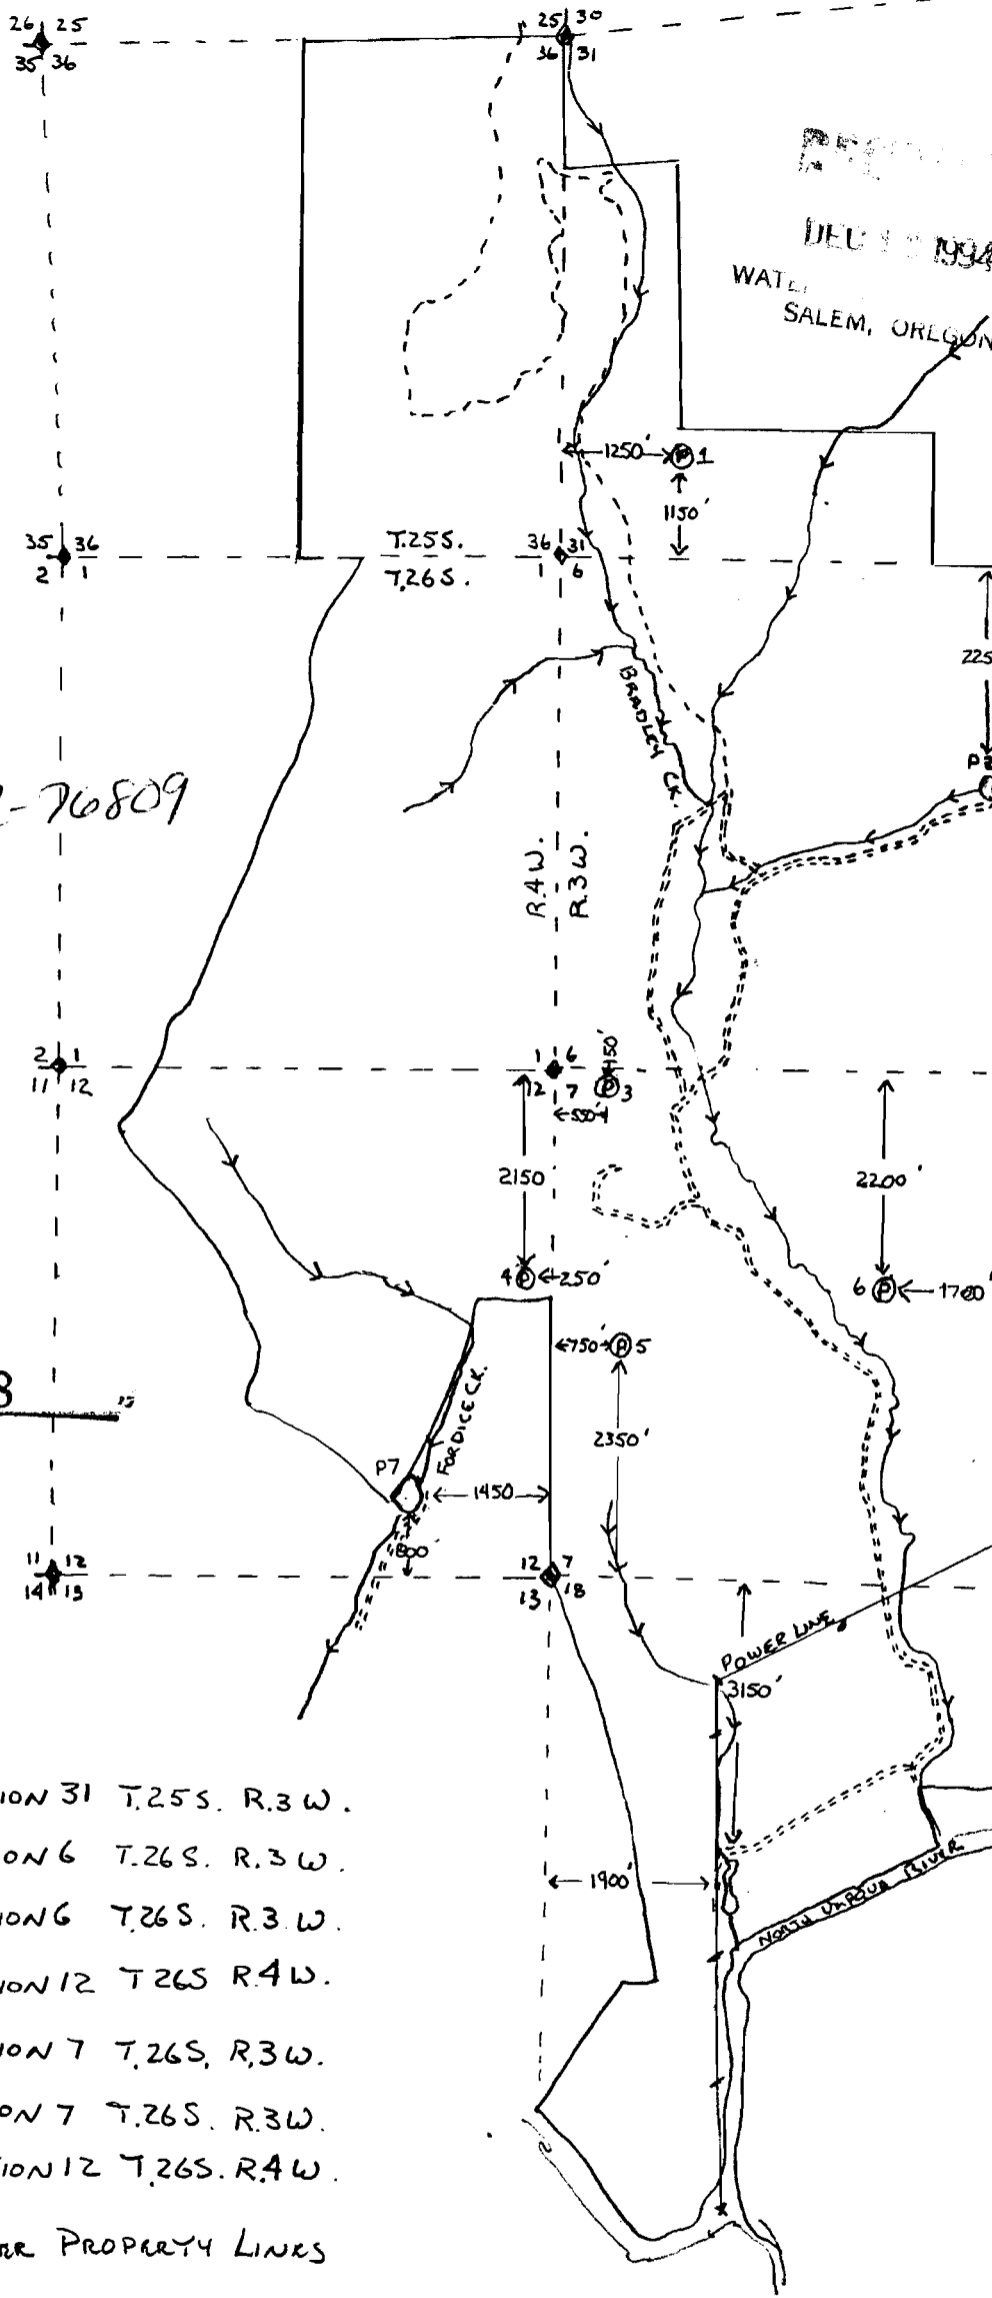 26 25
35 36
25 30
36 31
DEC 1994
SALEM, OREGON
1250'
P 1
1150'
35 36
2 1
T.25S.
T.26S.
36 31
1 6
BRADLEY CK.
-76809
R.4W.
R.3W.
2 1
11 12
1 6
12 7
150'
P 3
550'
2150
2200'
4 P 250'
6 P 1700'
750' P 5
FORDICE CK.
2350'
P7
1450
800'
11 12
14 13
12 7
13 18
POWER LINE
3150'
1900'
NORTH UMPQUA RIVER
ION 31 T.25S. R.3W.
ON 6 T.26S. R.3W.
ION 6 T.26S. R.3W.
ION 12 T26S R.4W.
ION 7 T.26S. R.3W.
ON 7 T.26S. R.3W.
ION 12 T.26S. R.4W.
PROPERTY LINES